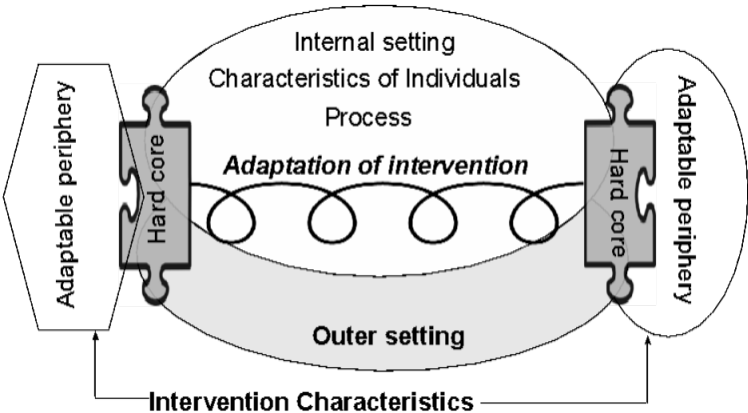 Internal setting
Characteristics of Individuals
Process
Adaptation of intervention
Adaptable periphery
Hard core
Hard core
Adaptable periphery
Outer setting
Intervention Characteristics